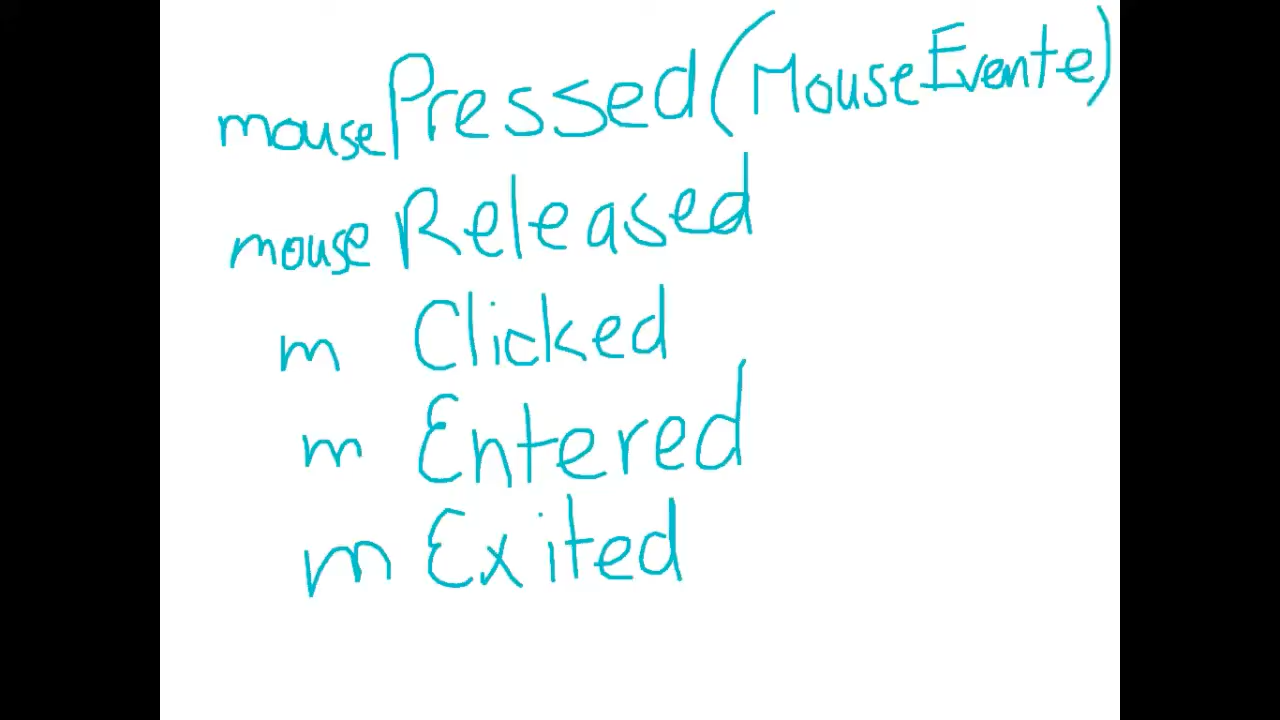 mousePressed(MouseEvent e)
mouseReleased
m Clicked
m Entered
m Exited